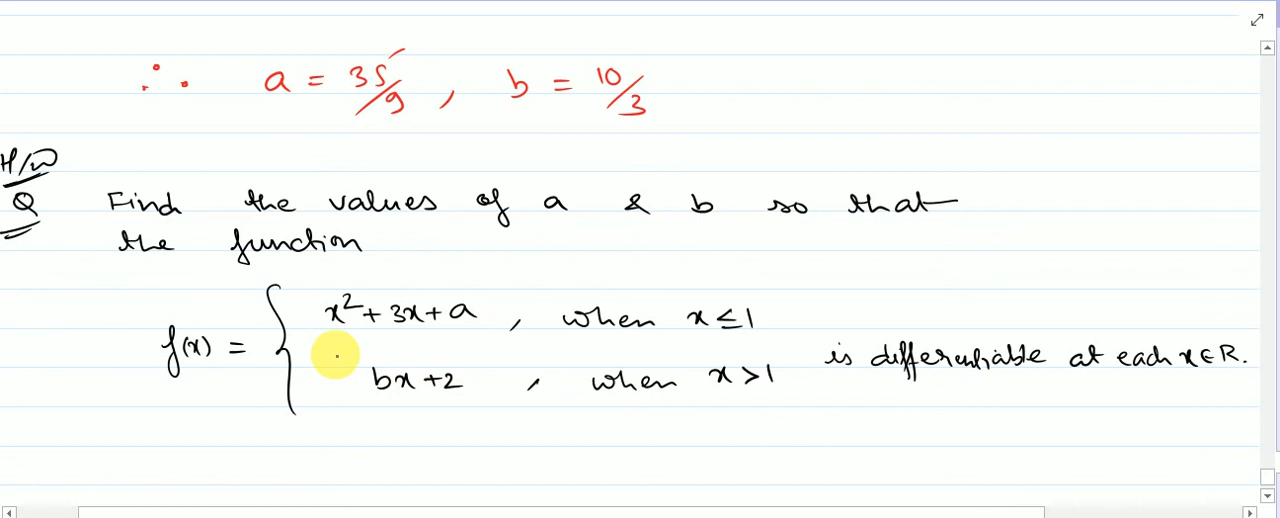 ∴ a = 35/9 , b = 10/3
H/W
Q Find the values of a & b so that
the function
f(x) = { x² + 3x + a , when x ≤ 1
bx + 2 , when x > 1 is differentiable at each x ∈ R.